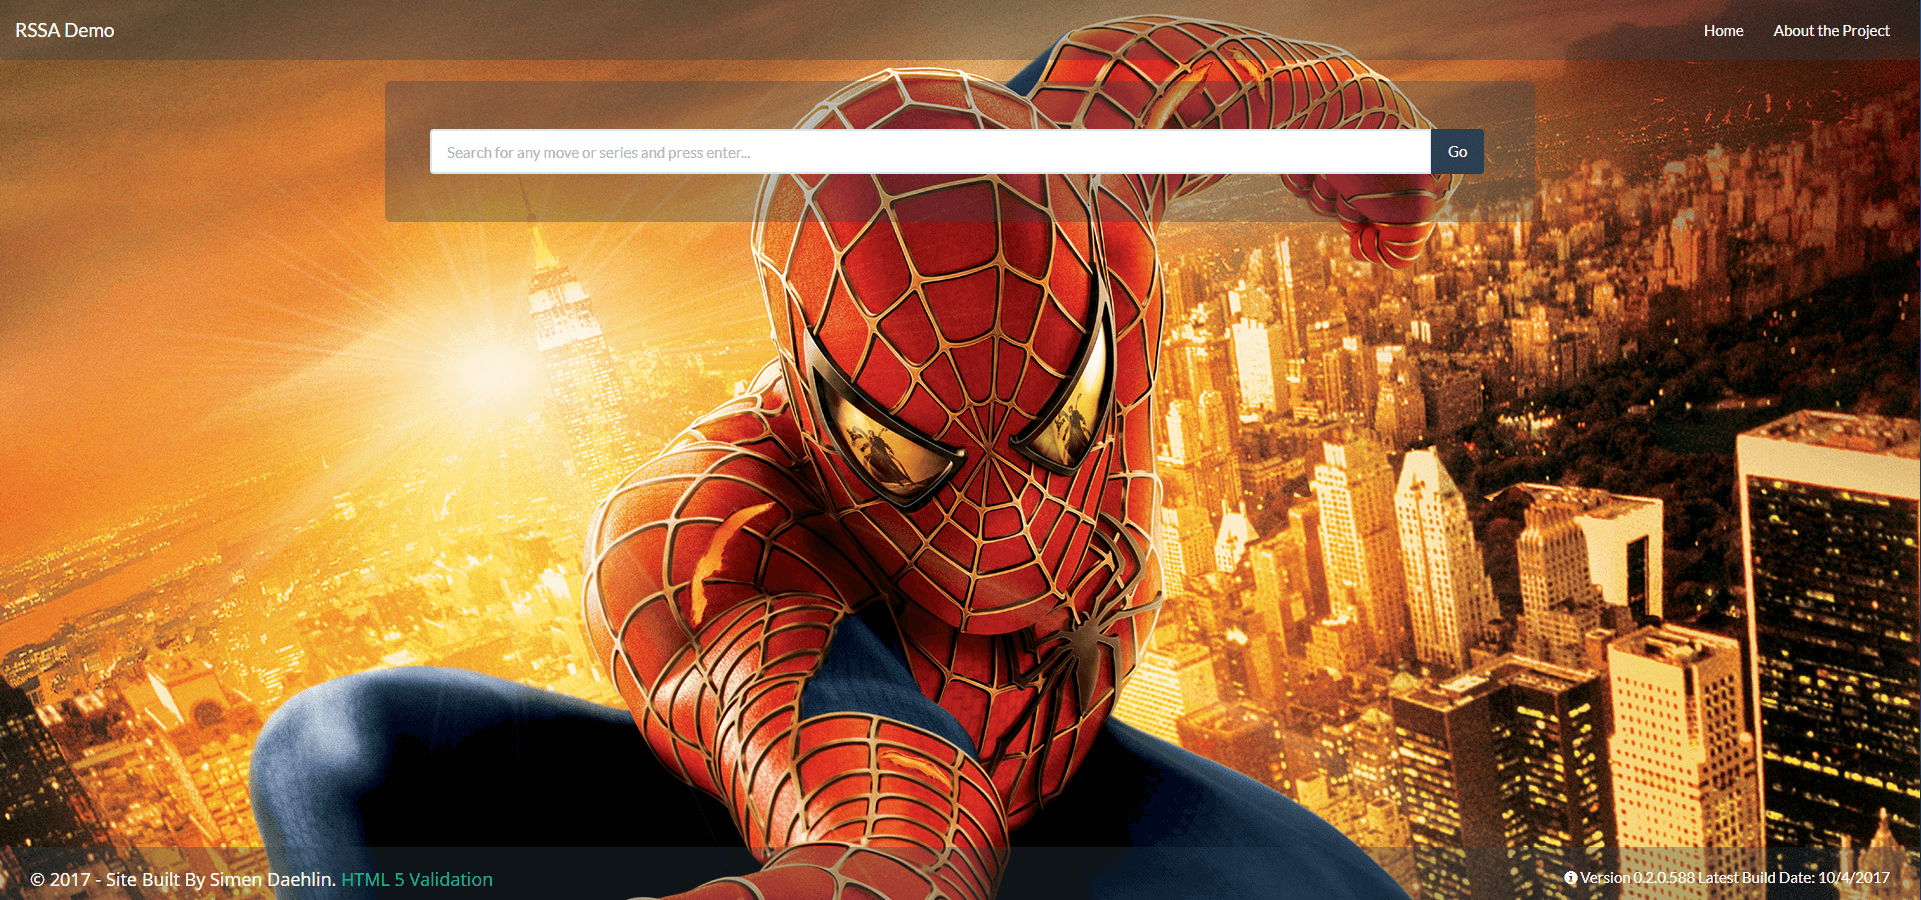 RSSA Demo
Home
About the Project
Search for any move or series and press enter...
Go
© 2017 - Site Built By Simen Daehlin. HTML 5 Validation
Version 0.2.0.588 Latest Build Date: 10/4/2017